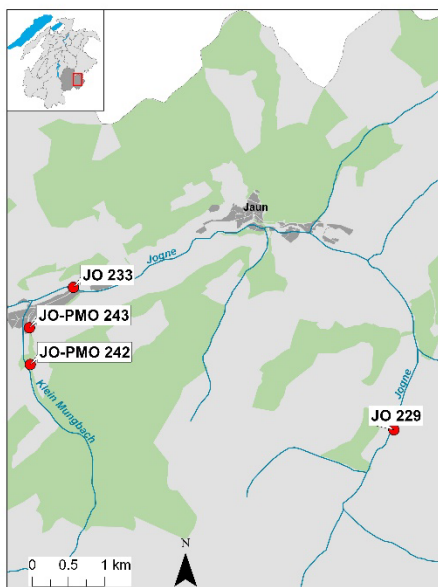 Jaun
Jogne
JO 233
JO-PMO 243
JO-PMO 242
Klein Mungbach
Jogne
JO 229
N
0 0.5 1 km